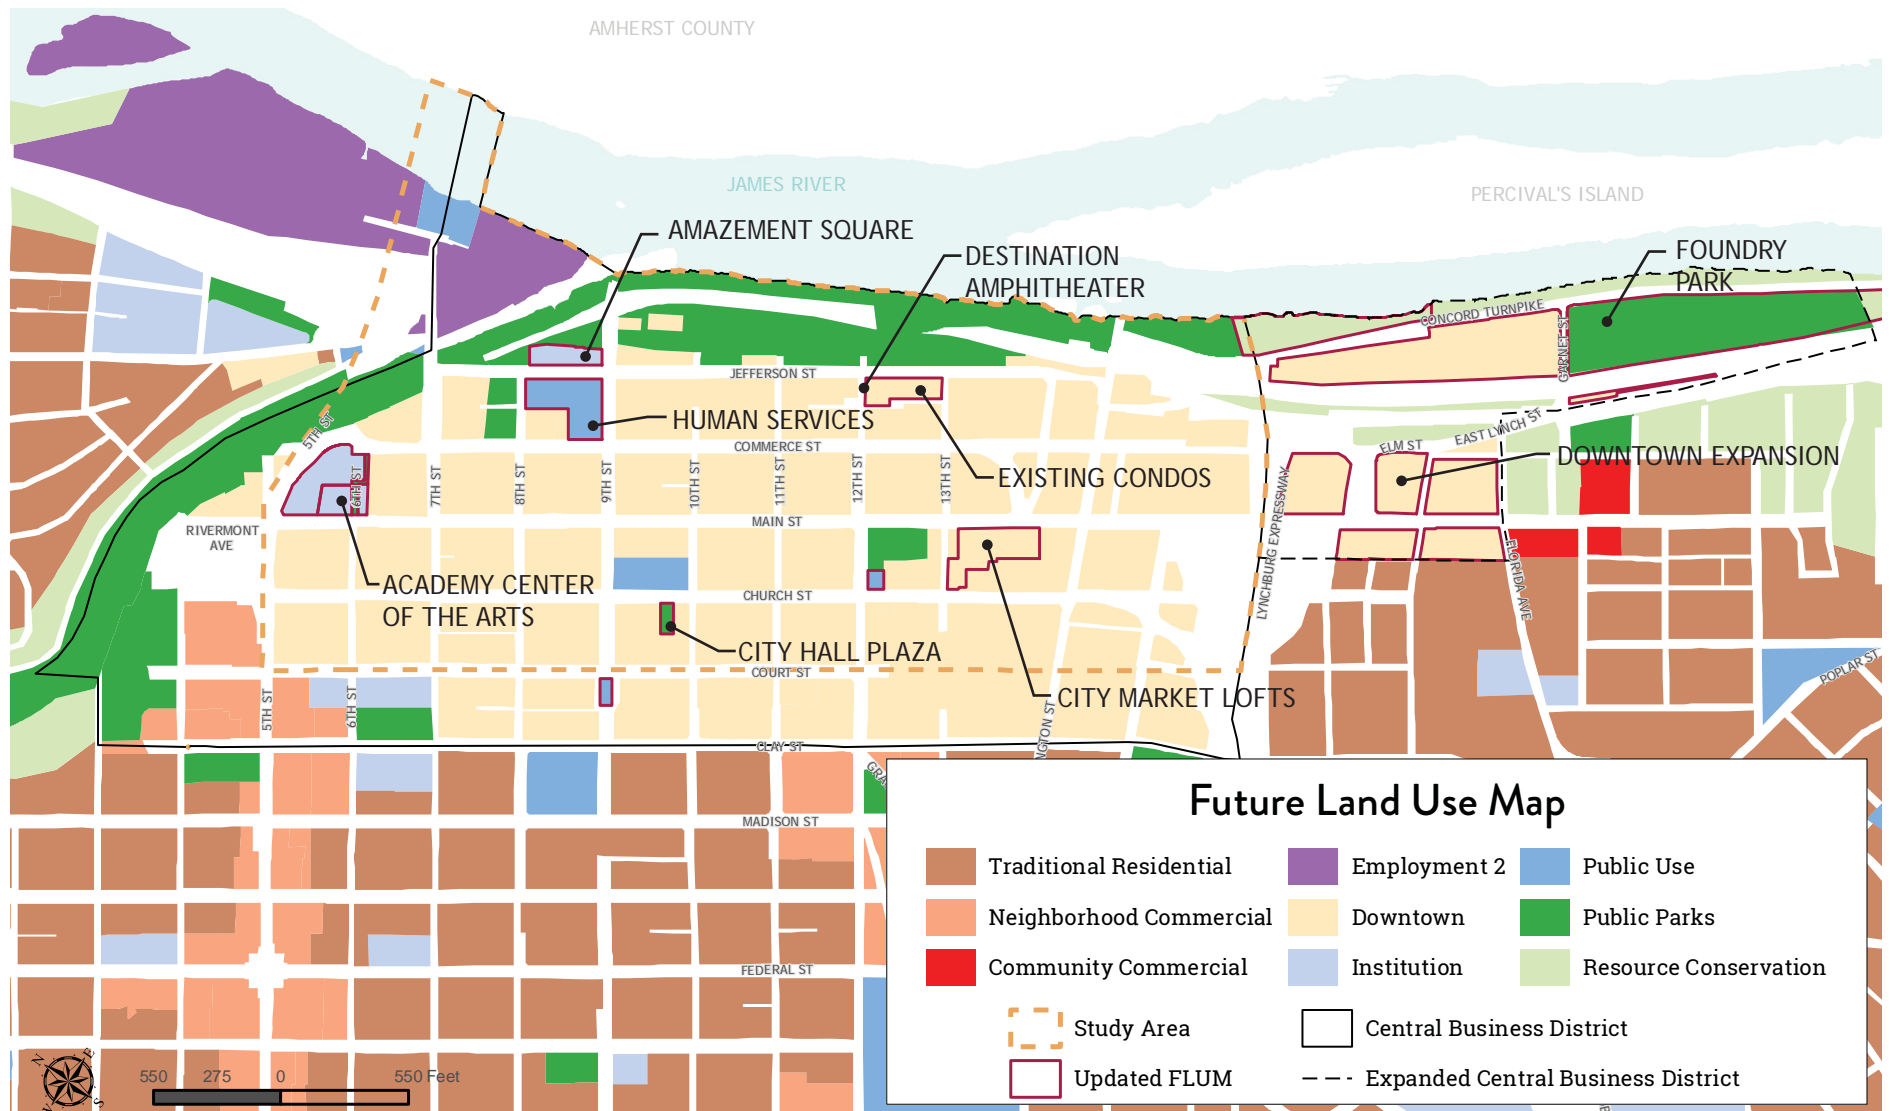 AMHERST COUNTY
JAMES RIVER
PERCIVAL'S ISLAND
AMAZEMENT SQUARE
DESTINATION
AMPHITHEATER
FOUNDRY
PARK
CONCORD TURNPIKE
GARNET ST
JEFFERSON ST
HUMAN SERVICES
COMMERCE ST
EXISTING CONDOS
ELM ST
EAST LYNCH ST
DOWNTOWN EXPANSION
5TH ST
6TH ST
7TH ST
8TH ST
9TH ST
10TH ST
11TH ST
12TH ST
13TH ST
LYNCHBURG EXPRESSWAY
RIVERMONT
AVE
MAIN ST
FLORIDA AVE
ACADEMY CENTER
OF THE ARTS
CHURCH ST
CITY HALL PLAZA
COURT ST
CITY MARKET LOFTS
POPLAR ST
5TH ST
6TH ST
NGTON ST
CLAY ST
GRA
MADISON ST
FEDERAL ST
Future Land Use Map
Traditional Residential
Employment 2
Public Use
Neighborhood Commercial
Downtown
Public Parks
Community Commercial
Institution
Resource Conservation
Study Area
Central Business District
Updated FLUM
Expanded Central Business District
N
E
S
550 275 0 550 Feet